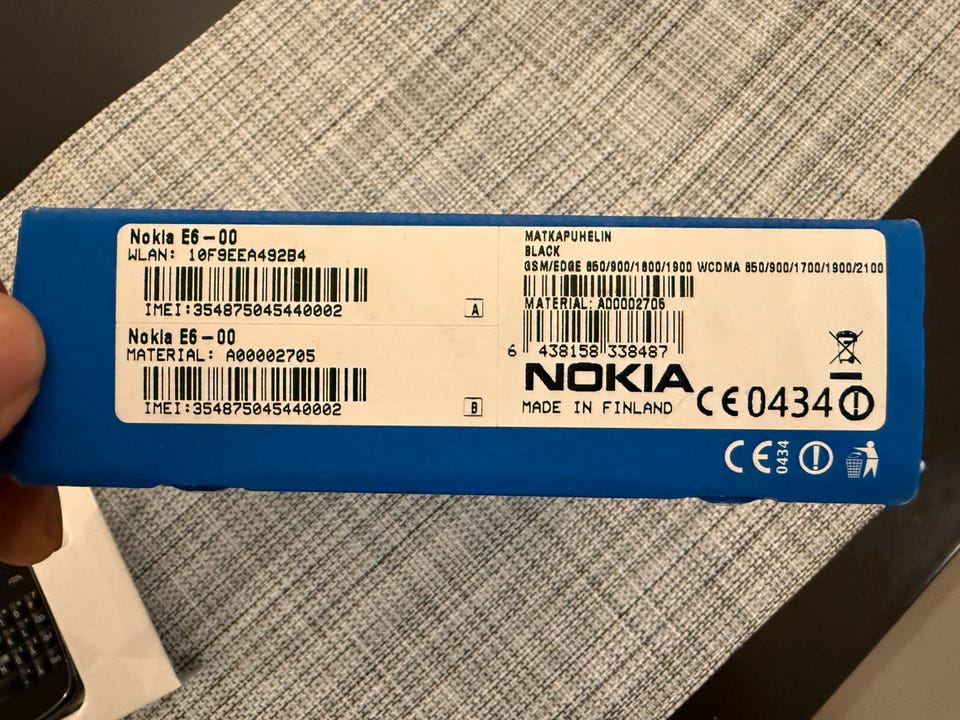 Nokia E6-00
WLAN: 10F9EEA492B4
IMEI:354875045440002
A
Nokia E6-00
MATERIAL: A00002705
IMEI:354875045440002
B
MATKAPUHELIN
BLACK
GSM/EDGE 850/900/1800/1900 WCDMA 850/900/1700/1900/2100
MATERIAL: A00002705
6 438158 338487
NOKIA
MADE IN FINLAND
CE0434
CE 0434